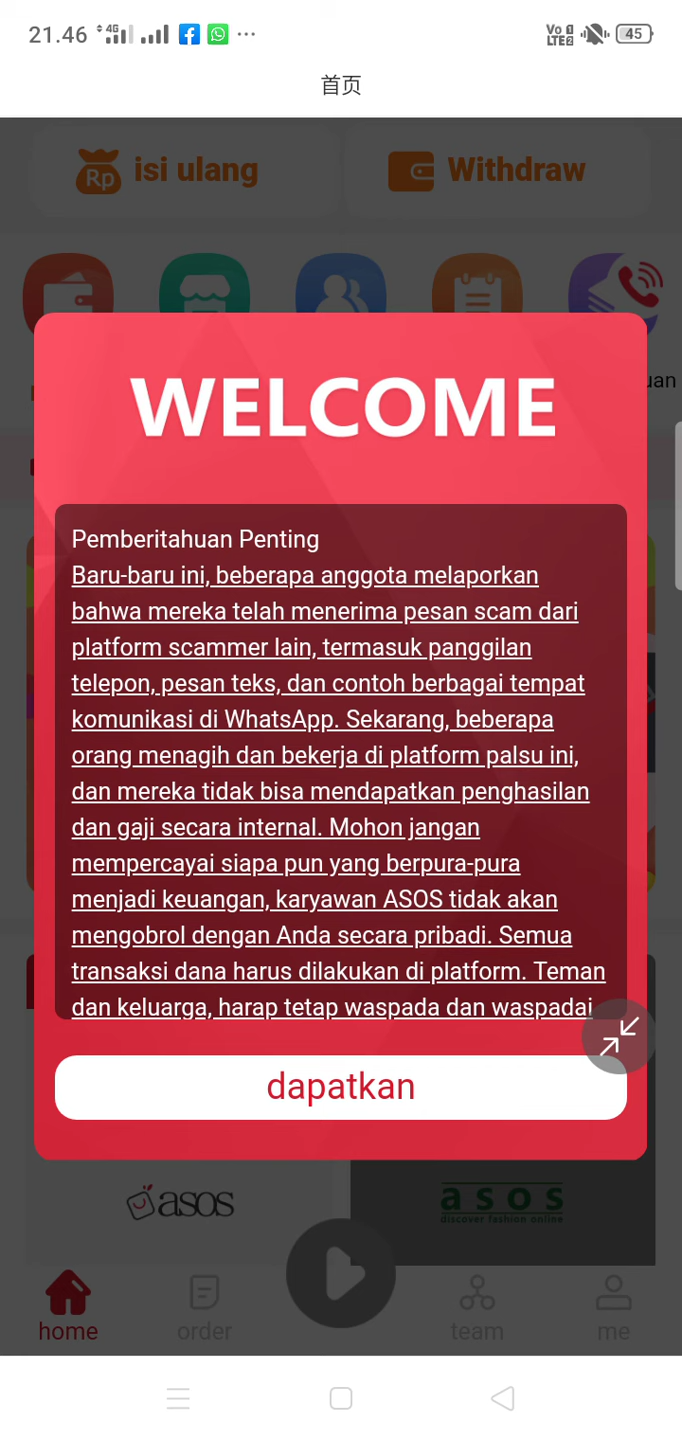 21.46 4G Vo 1 LTE2 45
首页
Rp isi ulang Withdraw
uan
WELCOME
Pemberitahuan Penting
Baru-baru ini, beberapa anggota melaporkan
bahwa mereka telah menerima pesan scam dari
platform scammer lain, termasuk panggilan
telepon, pesan teks, dan contoh berbagai tempat
komunikasi di WhatsApp. Sekarang, beberapa
orang menagih dan bekerja di platform palsu ini,
dan mereka tidak bisa mendapatkan penghasilan
dan gaji secara internal. Mohon jangan
mempercayai siapa pun yang berpura-pura
menjadi keuangan, karyawan ASOS tidak akan
mengobrol dengan Anda secara pribadi. Semua
transaksi dana harus dilakukan di platform. Teman
dan keluarga, harap tetap waspada dan waspadai
dapatkan
asos asos
discover fashion online
home order team me